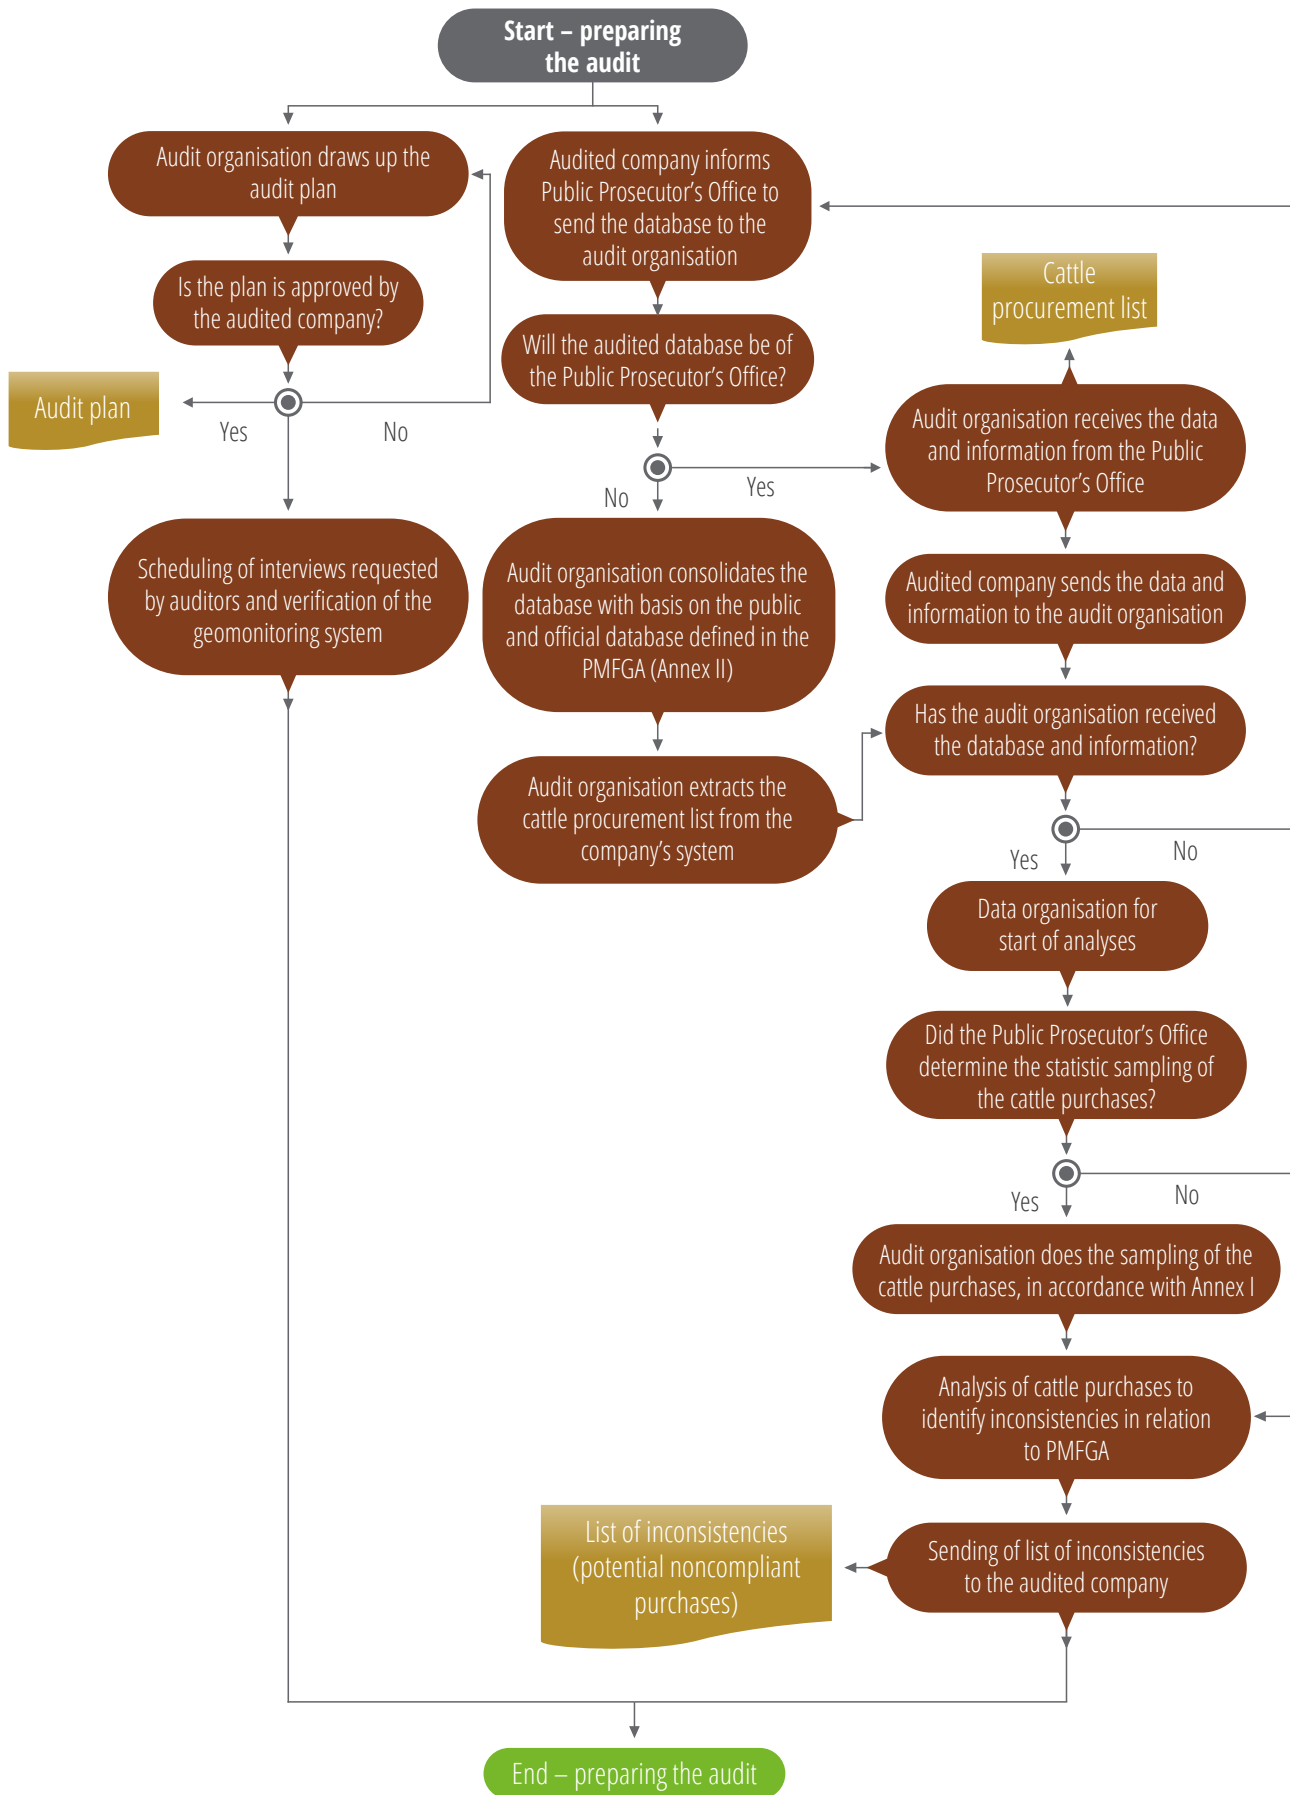 Start – preparing
the audit
Audit organisation draws up the
audit plan
Is the plan is approved by
the audited company?
Audit plan
Yes
No
Scheduling of interviews requested
by auditors and verification of the
geomonitoring system
Audited company informs
Public Prosecutor's Office to
send the database to the
audit organisation
Will the audited database be of
the Public Prosecutor's Office?
No
Yes
Audit organisation consolidates the
database with basis on the public
and official database defined in the
PMFGA (Annex II)
Audit organisation extracts the
cattle procurement list from the
company's system
Cattle
procurement list
Audit organisation receives the data
and information from the Public
Prosecutor's Office
Audited company sends the data and
information to the audit organisation
Has the audit organisation received
the database and information?
Yes
No
Data organisation for
start of analyses
Did the Public Prosecutor's Office
determine the statistic sampling of
the cattle purchases?
Yes
No
Audit organisation does the sampling of the
cattle purchases, in accordance with Annex I
Analysis of cattle purchases to
identify inconsistencies in relation
to PMFGA
Sending of list of inconsistencies
to the audited company
List of inconsistencies
(potential noncompliant
purchases)
End – preparing the audit